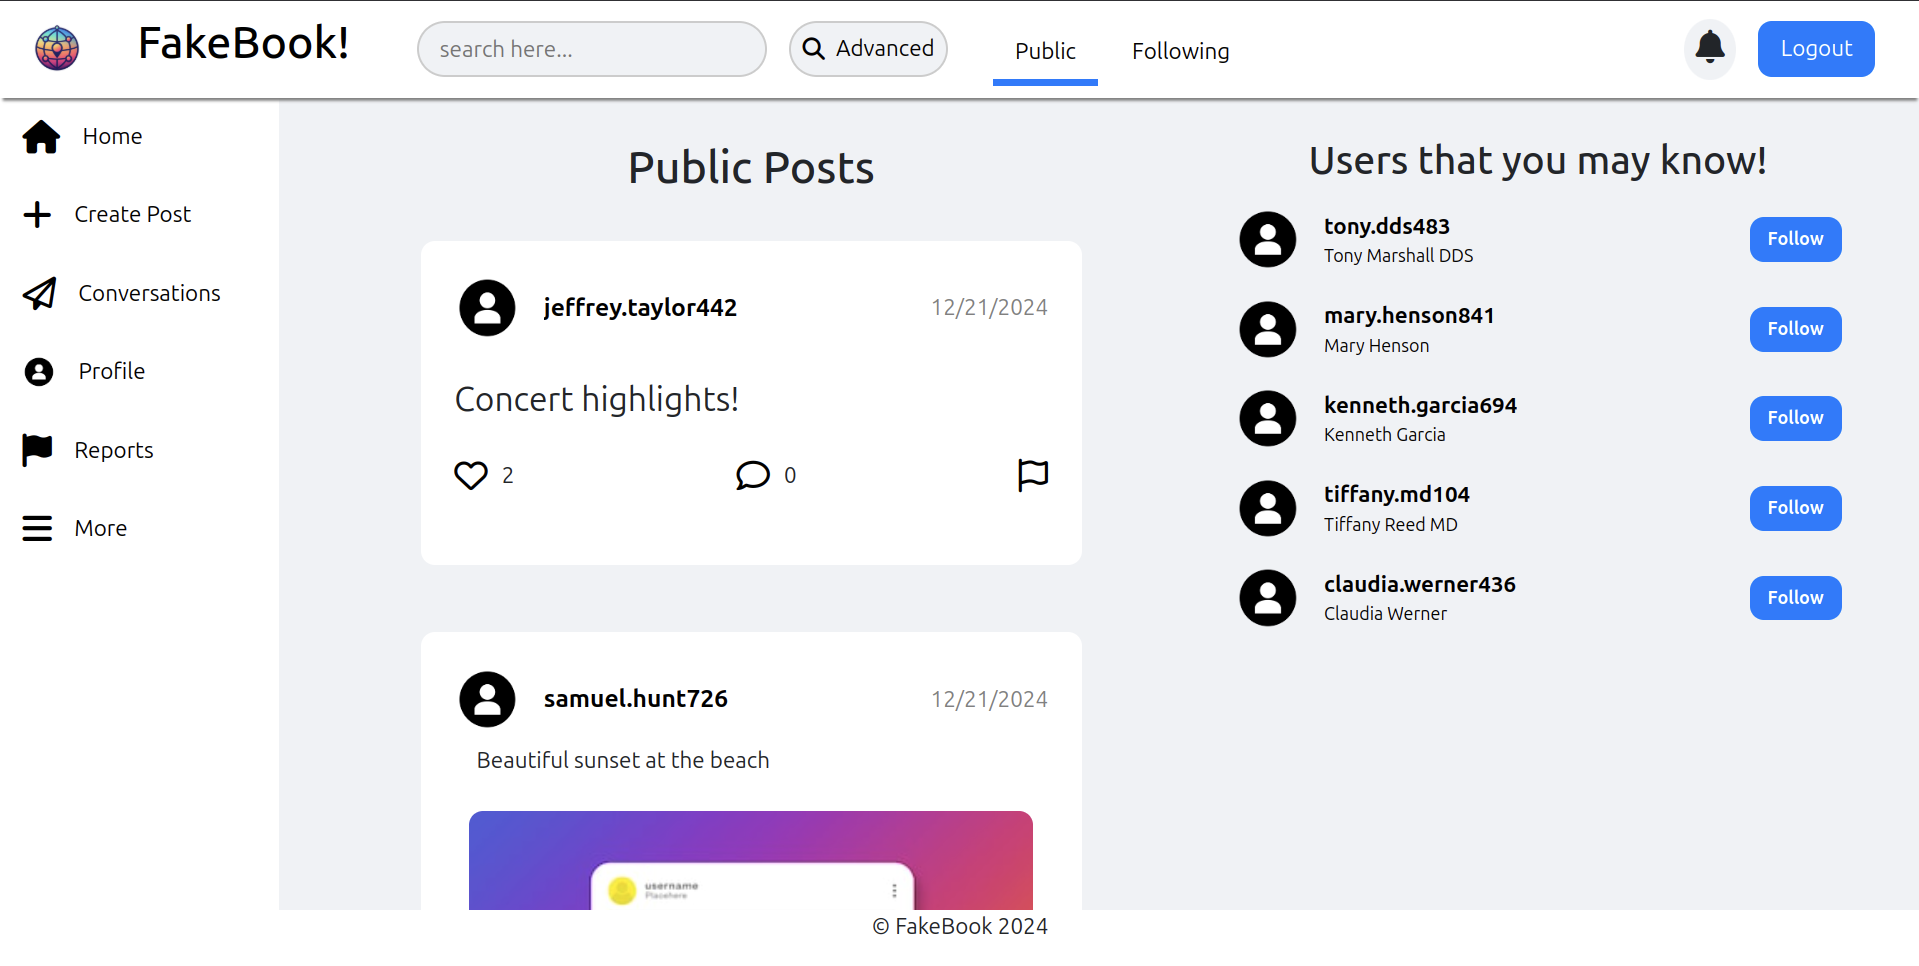 FakeBook!
search here...
Advanced
Public
Following
Logout
Home
Create Post
Conversations
Profile
Reports
More
Public Posts
jeffrey.taylor442
12/21/2024
Concert highlights!
2
0
samuel.hunt726
12/21/2024
Beautiful sunset at the beach
username
Placehere
Users that you may know!
tony.dds483
Tony Marshall DDS
Follow
mary.henson841
Mary Henson
Follow
kenneth.garcia694
Kenneth Garcia
Follow
tiffany.md104
Tiffany Reed MD
Follow
claudia.werner436
Claudia Werner
Follow
© FakeBook 2024